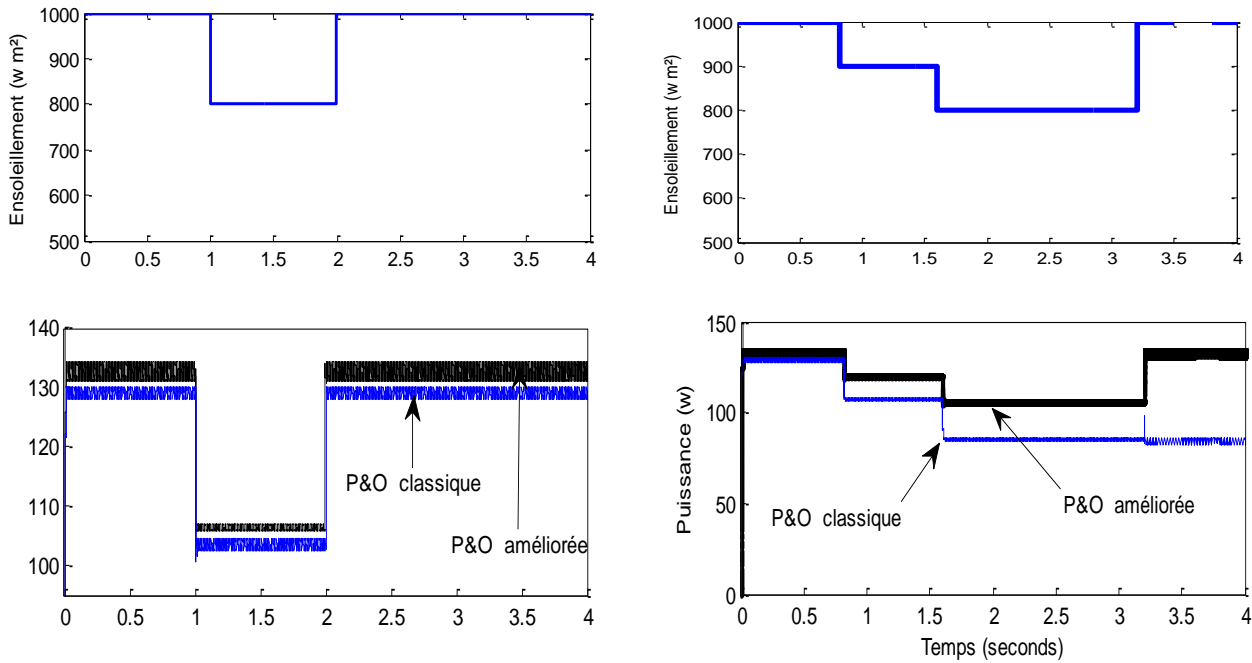 Ensoeleillement (w m²)
1000
900
800
700
600
500
0 0.5 1 1.5 2 2.5 3 3.5 4
Ensoleillement (w m²)
1000
900
800
700
600
500
0 0.5 1 1.5 2 2.5 3 3.5 4
140
130
120
110
100
P&O classique
P&O améliorée
0 0.5 1 1.5 2 2.5 3 3.5 4
Puissance (w)
150
100
50
0
P&O classique
P&O améliorée
0 0.5 1 1.5 2 2.5 3 3.5 4
Temps (seconds)